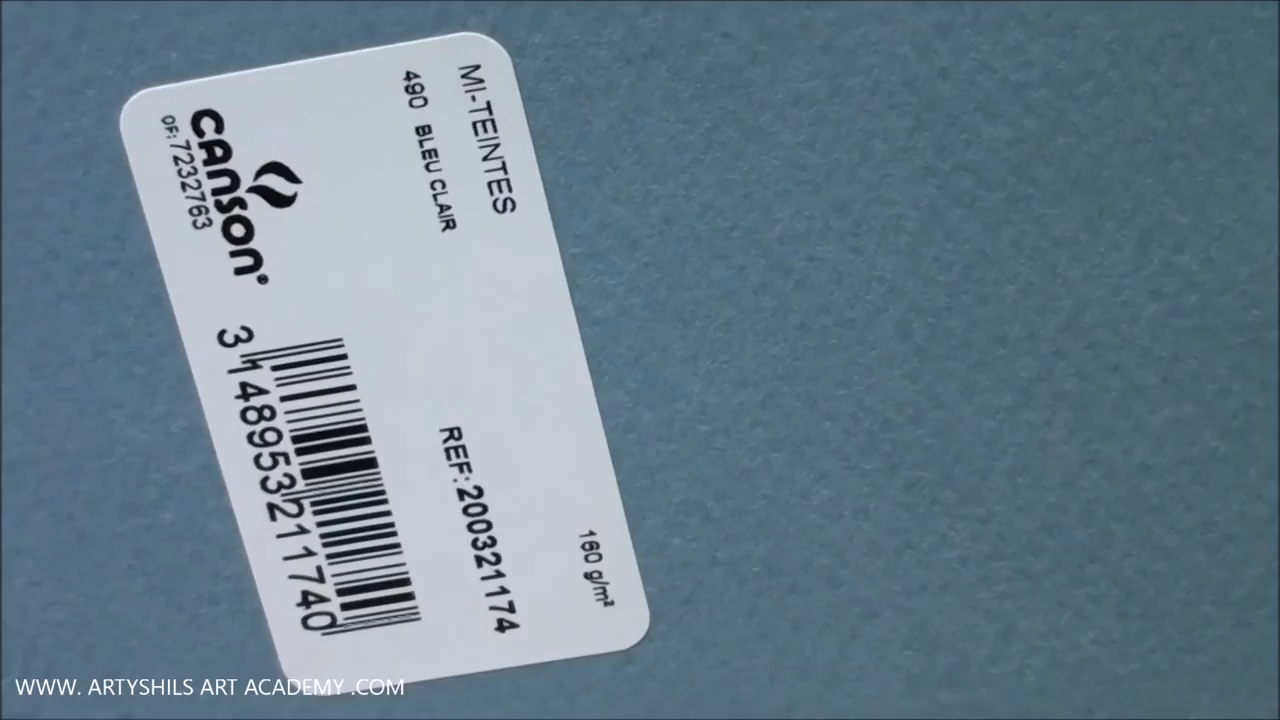 MI-TEINTES
490 BLEU CLAIR
160 g/m²
REF: 200321174
CANSON®
OF: 7232763
3 148953 211740
WWW. ARTYSHILS ART ACADEMY .COM